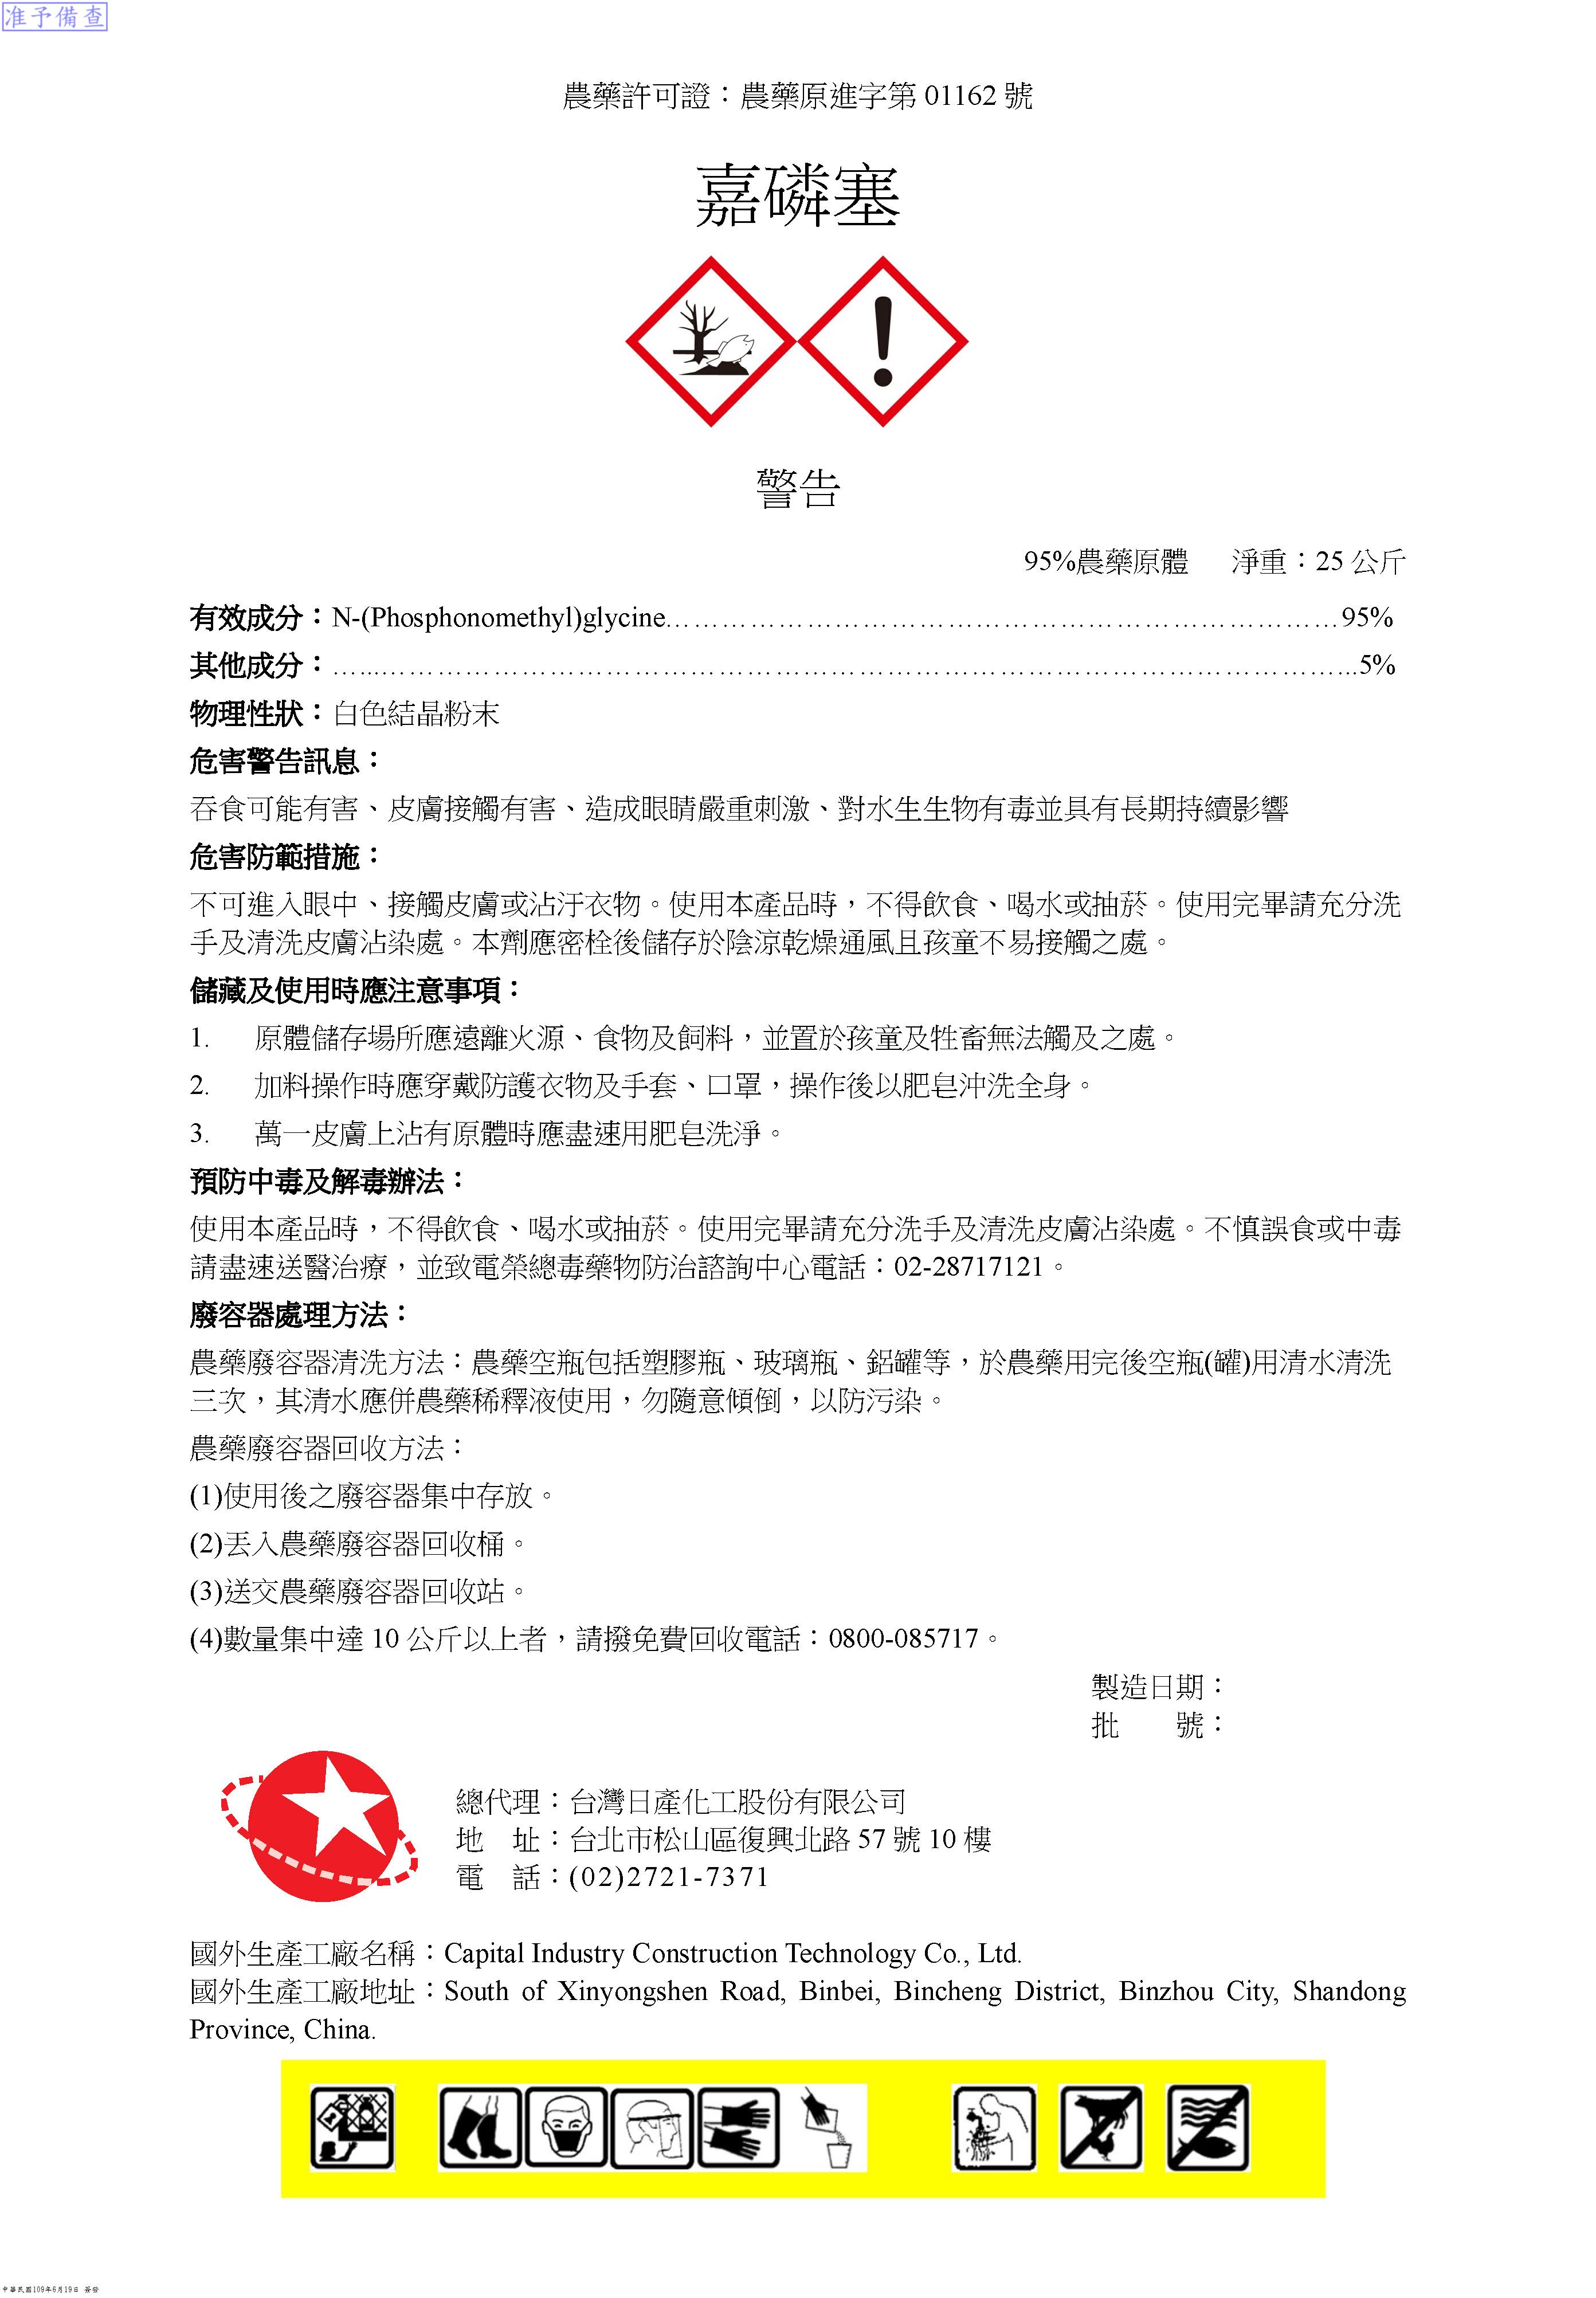 准予備查
農藥許可證：農藥原進字第 01162 號
嘉磷塞
警告
95%農藥原體 淨重：25 公斤
有效成分：N-(Phosphonomethyl)glycine……………………………………………………………95%
其他成分：…...…………………………………………………………………………………………...5%
物理性狀：白色結晶粉末
危害警告訊息：
吞食可能有害、皮膚接觸有害、造成眼睛嚴重刺激、對水生生物有毒並具有長期持續影響
危害防範措施：
不可進入眼中、接觸皮膚或沾汙衣物。使用本產品時，不得飲食、喝水或抽菸。使用完畢請充分洗
手及清洗皮膚沾染處。本劑應密栓後儲存於陰涼乾燥通風且孩童不易接觸之處。
儲藏及使用時應注意事項：
1. 原體儲存場所應遠離火源、食物及飼料，並置於孩童及牲畜無法觸及之處。
2. 加料操作時應穿戴防護衣物及手套、口罩，操作後以肥皂沖洗全身。
3. 萬一皮膚上沾有原體時應盡速用肥皂洗淨。
預防中毒及解毒辦法：
使用本產品時，不得飲食、喝水或抽菸。使用完畢請充分洗手及清洗皮膚沾染處。不慎誤食或中毒
請盡速送醫治療，並致電榮總毒藥物防治諮詢中心電話：02-28717121。
廢容器處理方法：
農藥廢容器清洗方法：農藥空瓶包括塑膠瓶、玻璃瓶、鋁罐等，於農藥用完後空瓶(罐)用清水清洗
三次，其清水應併農藥稀釋液使用，勿隨意傾倒，以防污染。
農藥廢容器回收方法：
(1)使用後之廢容器集中存放。
(2)丟入農藥廢容器回收桶。
(3)送交農藥廢容器回收站。
(4)數量集中達 10 公斤以上者，請撥免費回收電話：0800-085717。
製造日期：
批 號：
總代理：台灣日產化工股份有限公司
地 址：台北市松山區復興北路 57 號 10 樓
電 話：(02)2721-7371
國外生產工廠名稱：Capital Industry Construction Technology Co., Ltd.
國外生產工廠地址：South of Xinyongshen Road, Binbei, Bincheng District, Binzhou City, Shandong
Province, China.
中華民國109年6月19日 簽發